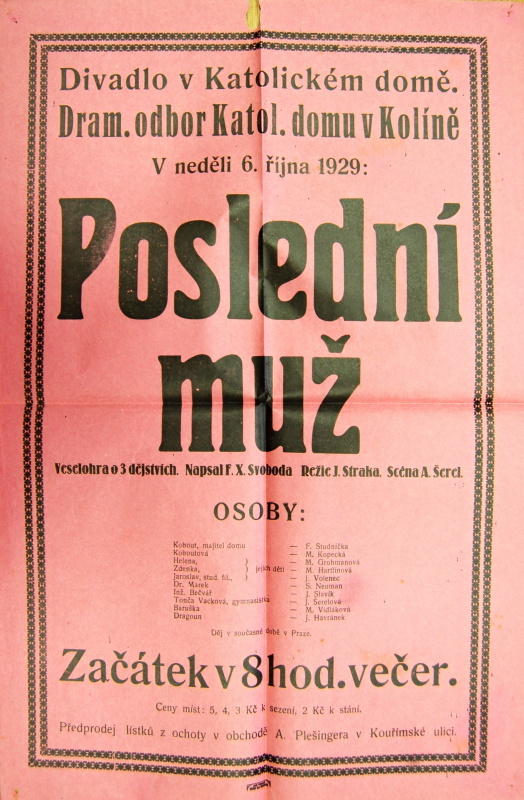 Divadlo v Katolickém domě.
Dram. odbor Katol. domu v Kolíně
V neděli 6. října 1929:
Poslední
muž
Veselohra o 3 dějstvích. Napsal F. X. Svoboda Režie J. Straka. Scéna A. Šercl.
OSOBY:
Kohout, majitel domu — F. Studnička
Kohoutová — M. Kopecká
Helena, — M. Grohmanová
Zdenka, } jejich děti — M. Hartlínová
Jaroslav, stud. fil., — J. Volenec
Dr. Marek — S. Neuman
Inž. Bečvář — J. Slavík
Tonča Vacková, gymnasistka — J. Šerclová
Baruška — M. Vidláková
Dragoun — J. Havránek
Děj v současné době v Praze.
Začátek v 8 hod. večer.
Ceny míst: 5, 4, 3 Kč k sezení, 2 Kč k stání.
Předprodej lístků z ochoty v obchodě A. Plešingera v Kouřimské ulici.